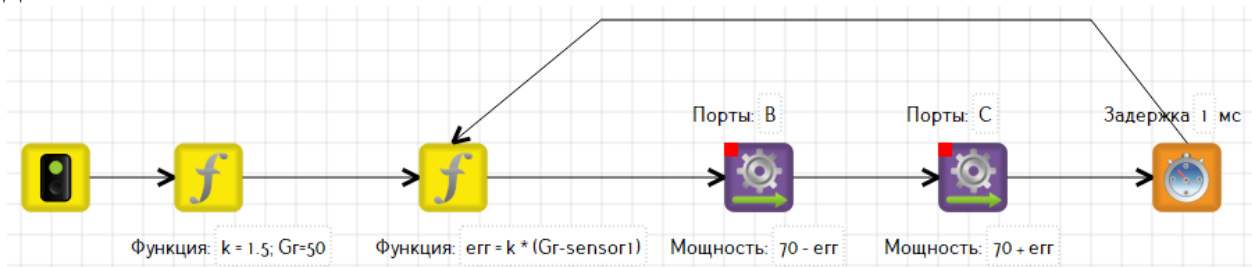 Порты: B
Порты: C
Задержка 1 мс
Функция: k = 1.5; Gr=50
Функция: err = k * (Gr-sensor1)
Мощность: 70 - err
Мощность: 70 + err